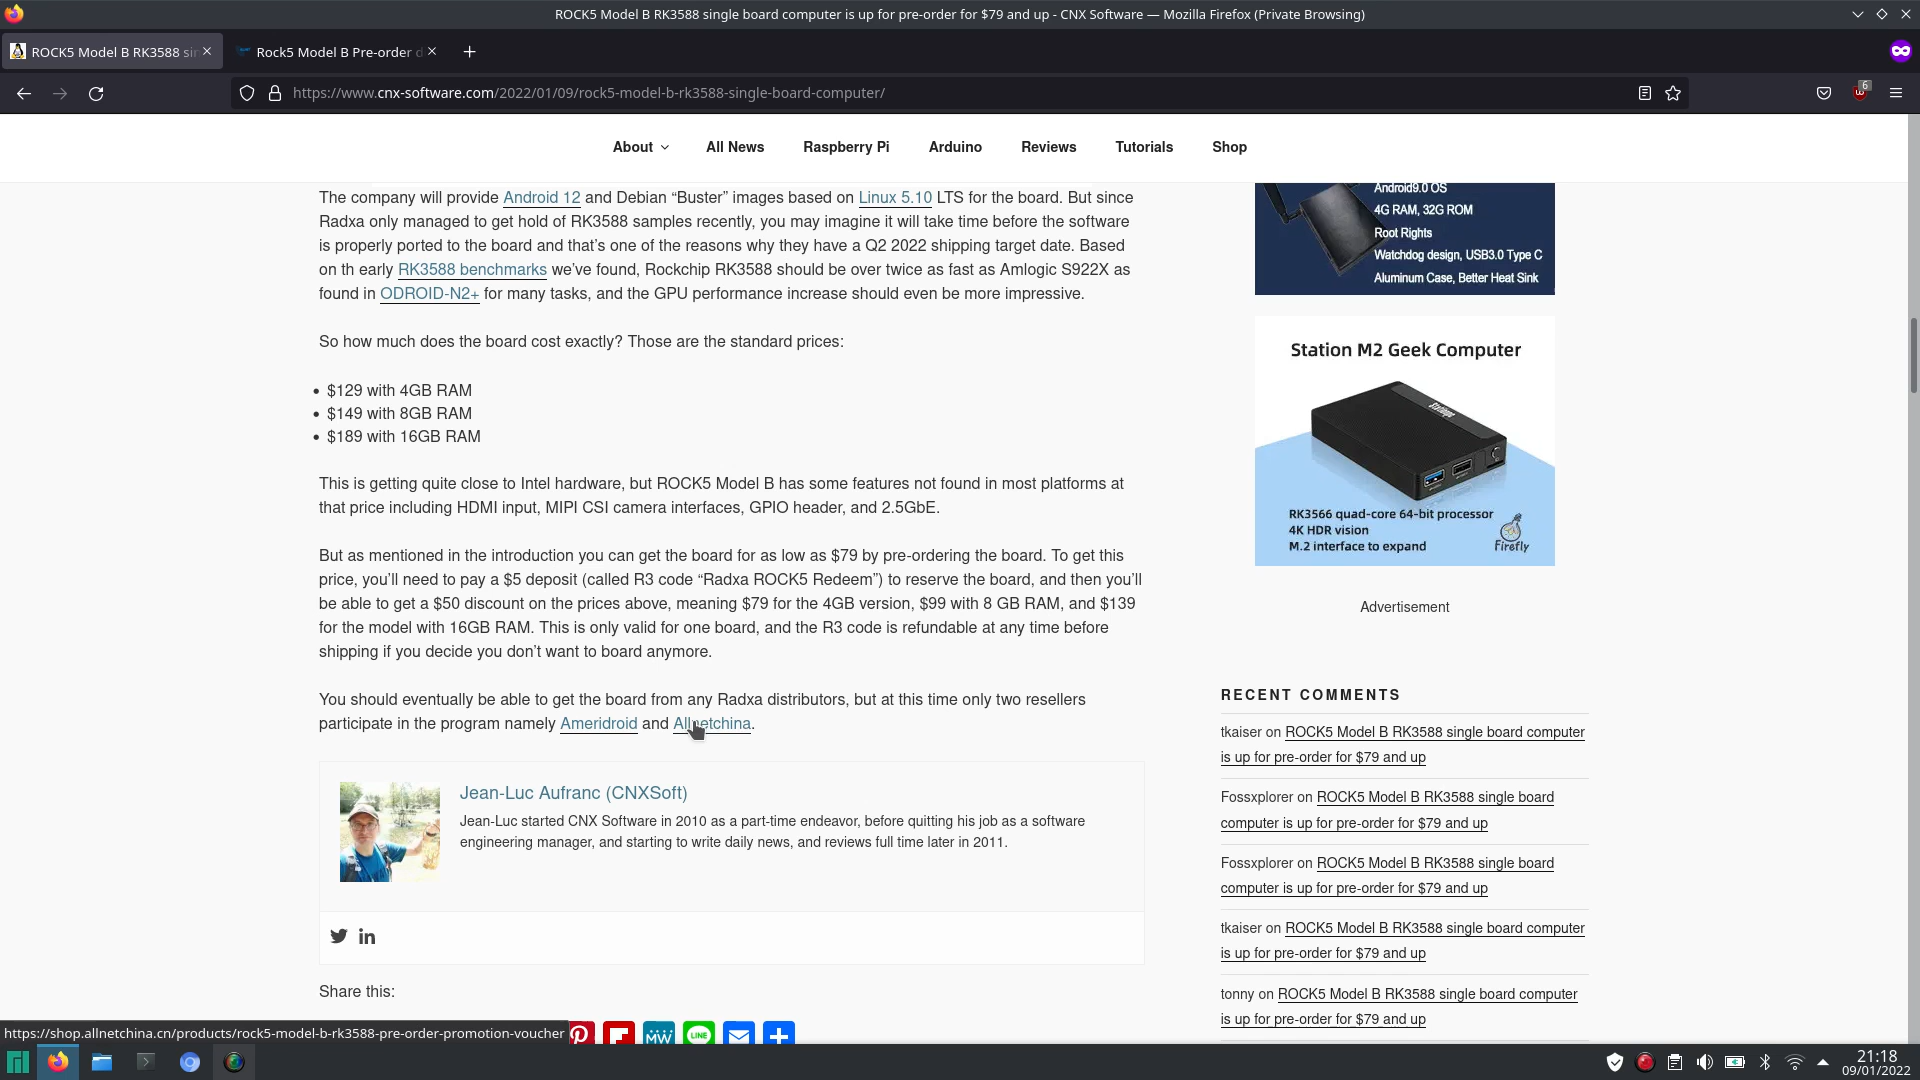 ROCK5 Model B RK3588 single board computer is up for pre-order for $79 and up - CNX Software — Mozilla Firefox (Private Browsing)
ROCK5 Model B RK3588 sin
Rock5 Model B Pre-order d
https://www.cnx-software.com/2022/01/09/rock5-model-b-rk3588-single-board-computer/
6
About
All News
Raspberry Pi
Arduino
Reviews
Tutorials
Shop
The company will provide Android 12 and Debian “Buster” images based on Linux 5.10 LTS for the board. But since
Radxa only managed to get hold of RK3588 samples recently, you may imagine it will take time before the software
is properly ported to the board and that’s one of the reasons why they have a Q2 2022 shipping target date. Based
on th early RK3588 benchmarks we’ve found, Rockchip RK3588 should be over twice as fast as Amlogic S922X as
found in ODROID-N2+ for many tasks, and the GPU performance increase should even be more impressive.
So how much does the board cost exactly? Those are the standard prices:
• $129 with 4GB RAM
• $149 with 8GB RAM
• $189 with 16GB RAM
This is getting quite close to Intel hardware, but ROCK5 Model B has some features not found in most platforms at
that price including HDMI input, MIPI CSI camera interfaces, GPIO header, and 2.5GbE.
But as mentioned in the introduction you can get the board for as low as $79 by pre-ordering the board. To get this
price, you’ll need to pay a $5 deposit (called R3 code “Radxa ROCK5 Redeem”) to reserve the board, and then you’ll
be able to get a $50 discount on the prices above, meaning $79 for the 4GB version, $99 with 8 GB RAM, and $139
for the model with 16GB RAM. This is only valid for one board, and the R3 code is refundable at any time before
shipping if you decide you don’t want to board anymore.
You should eventually be able to get the board from any Radxa distributors, but at this time only two resellers
participate in the program namely Ameridroid and Allnetchina.
Jean-Luc Aufranc (CNXSoft)
Jean-Luc started CNX Software in 2010 as a part-time endeavor, before quitting his job as a software
engineering manager, and starting to write daily news, and reviews full time later in 2011.
Share this:
MW
LINE
Android9.0 OS
4G RAM, 32G ROM
Root Rights
Watchdog design, USB3.0 Type C
Aluminum Case, Better Heat Sink
Station M2 Geek Computer
RK3566 quad-core 64-bit processor
4K HDR vision
M.2 interface to expand
Firefly
Advertisement
RECENT COMMENTS
tkaiser on ROCK5 Model B RK3588 single board computer
is up for pre-order for $79 and up
Fossxplorer on ROCK5 Model B RK3588 single board
computer is up for pre-order for $79 and up
Fossxplorer on ROCK5 Model B RK3588 single board
computer is up for pre-order for $79 and up
tkaiser on ROCK5 Model B RK3588 single board computer
is up for pre-order for $79 and up
tonny on ROCK5 Model B RK3588 single board computer
is up for pre-order for $79 and up
https://shop.allnetchina.cn/products/rock5-model-b-rk3588-pre-order-promotion-voucher
21:18
09/01/2022